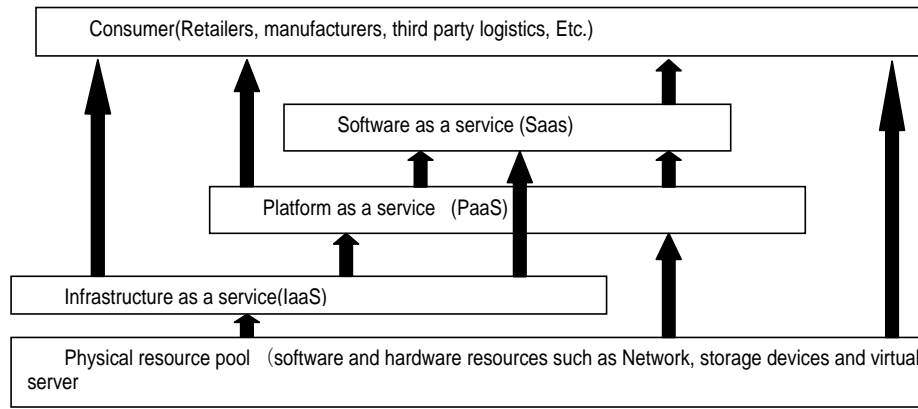 Consumer(Retailers, manufacturers, third party logistics, Etc.)
Software as a service (Saas)
Platform as a service (PaaS)
Infrastructure as a service(IaaS)
Physical resource pool （software and hardware resources such as Network, storage devices and virtual
server